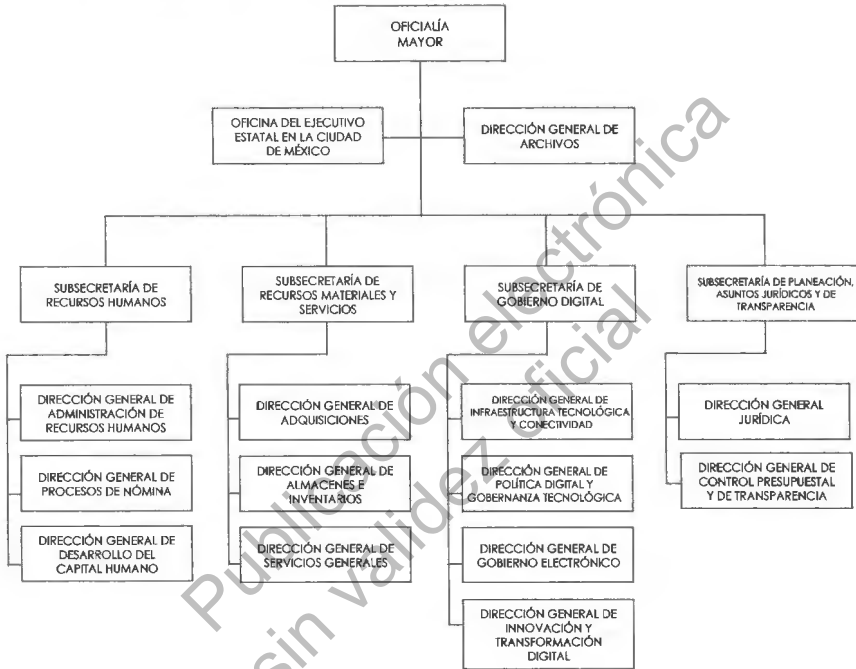 OFICIALÍA
MAYOR
OFICINA DEL EJECUTIVO
ESTATAL EN LA CIUDAD
DE MÉXICO
DIRECCIÓN GENERAL DE
ARCHIVOS
SUBSECRETARÍA DE
RECURSOS HUMANOS
SUBSECRETARÍA DE
RECURSOS MATERIALES Y
SERVICIOS
SUBSECRETARÍA DE
GOBIERNO DIGITAL
SUBSECRETARÍA DE PLANEACIÓN,
ASUNTOS JURÍDICOS Y DE
TRANSPARENCIA
DIRECCIÓN GENERAL DE
ADMINISTRACIÓN DE
RECURSOS HUMANOS
DIRECCIÓN GENERAL DE
PROCESOS DE NÓMINA
DIRECCIÓN GENERAL DE
DESARROLLO DEL
CAPITAL HUMANO
DIRECCIÓN GENERAL DE
ADQUISICIONES
DIRECCIÓN GENERAL DE
ALMACENES E
INVENTARIOS
DIRECCIÓN GENERAL DE
SERVICIOS GENERALES
DIRECCIÓN GENERAL DE
INFRAESTRUCTURA TECNOLÓGICA
Y CONECTIVIDAD
DIRECCIÓN GENERAL DE
POLÍTICA DIGITAL Y
GOBERNANZA TECNOLÓGICA
DIRECCIÓN GENERAL DE
GOBIERNO ELECTRÓNICO
DIRECCIÓN GENERAL DE
INNOVACIÓN Y
TRANSFORMACIÓN
DIGITAL
DIRECCIÓN GENERAL
JURÍDICA
DIRECCIÓN GENERAL DE
CONTROL PRESUPUESTAL
Y DE TRANSPARENCIA
Publicación electrónica
sin validez oficial